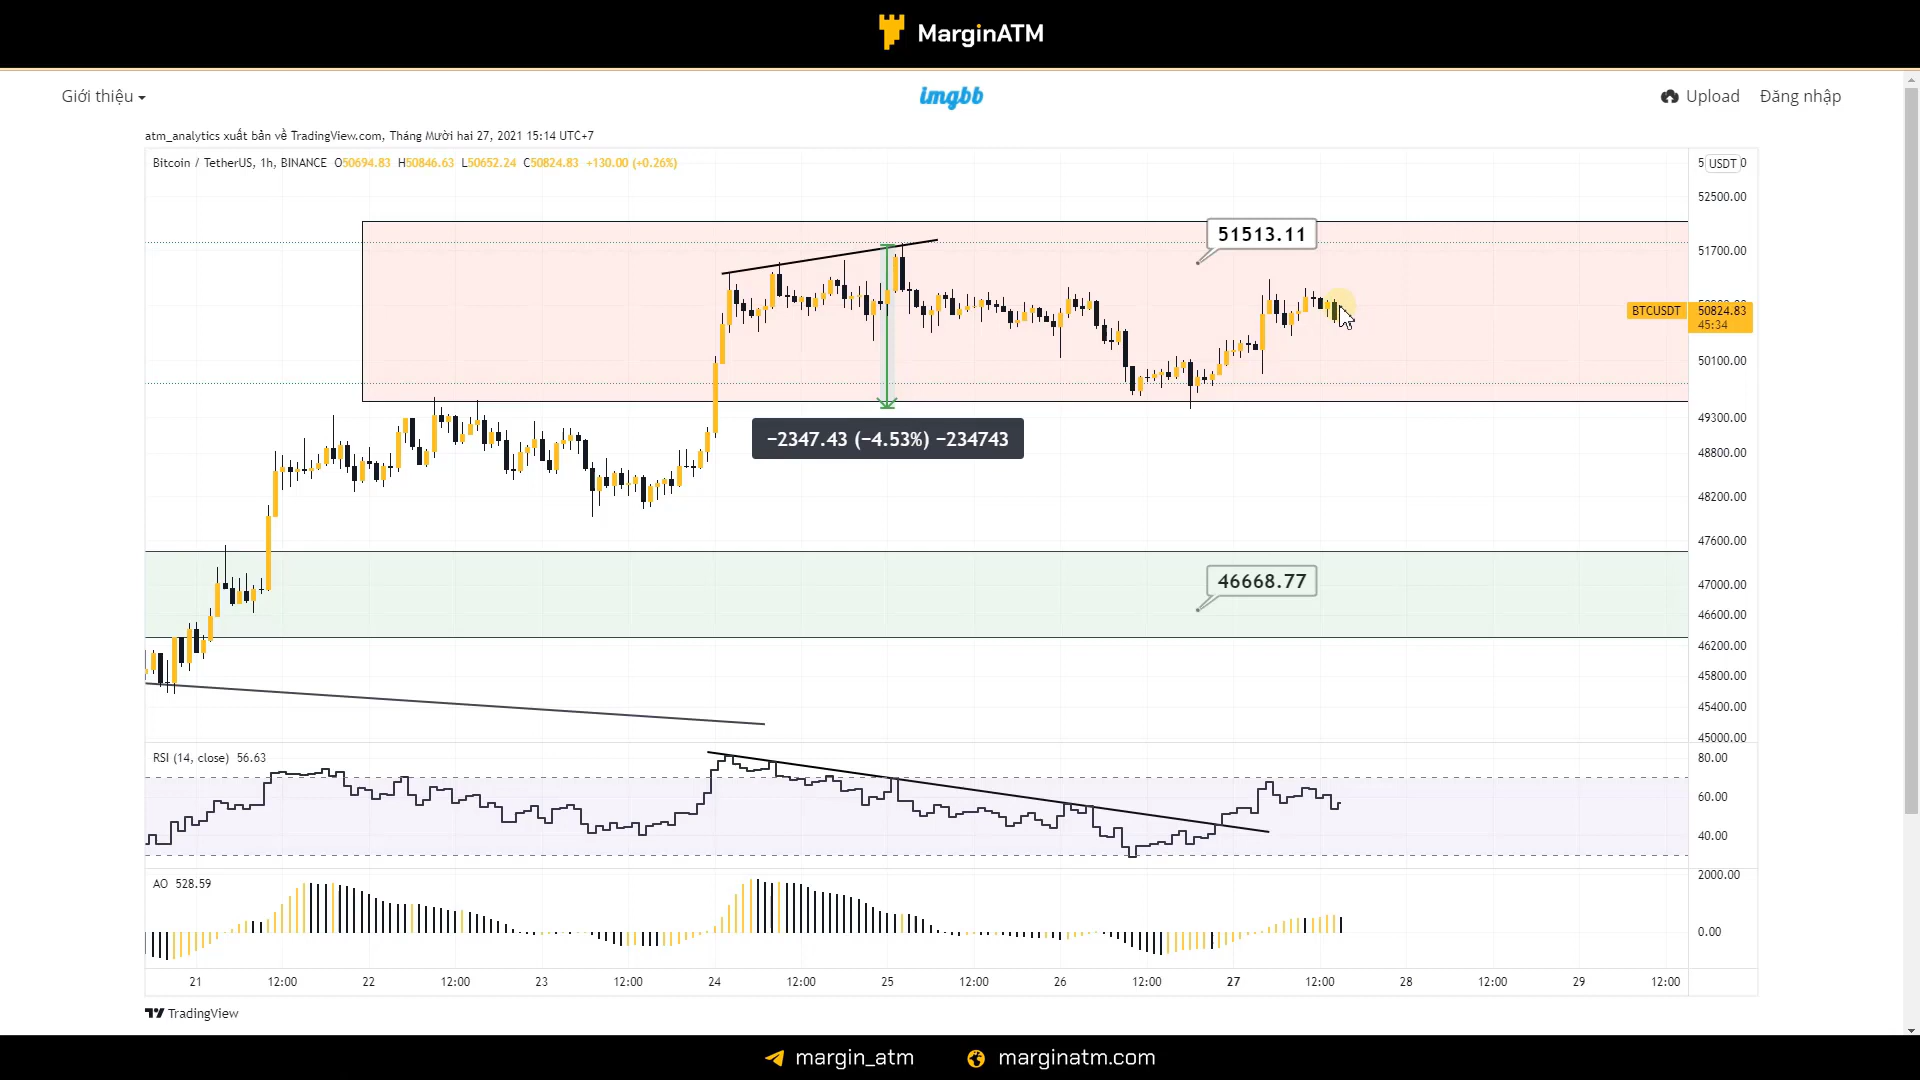 MarginATM
Giới thiệu
imgbb
Upload Đăng nhập
atm_analytics xuất bản về TradingView.com, Tháng Mười hai 27, 2021 15:14 UTC+7
Bitcoin / TetherUS, 1h, BINANCE O50694.83 H50846.63 L50652.24 C50824.83 +130.00 (+0.26%)
USDT
52500.00
51513.11
51700.00
BTCUSDT 50824.83
45:34
50100.00
49300.00
−2347.43 (−4.53%) −234743
48800.00
48200.00
47600.00
46668.77
47000.00
46600.00
46200.00
45800.00
45400.00
45000.00
RSI (14, close) 56.63
80.00
60.00
40.00
AO 528.59
2000.00
0.00
21 12:00 22 12:00 23 12:00 24 12:00 25 12:00 26 12:00 27 12:00 28 12:00 29 12:00
TradingView
margin_atm marginatm.com